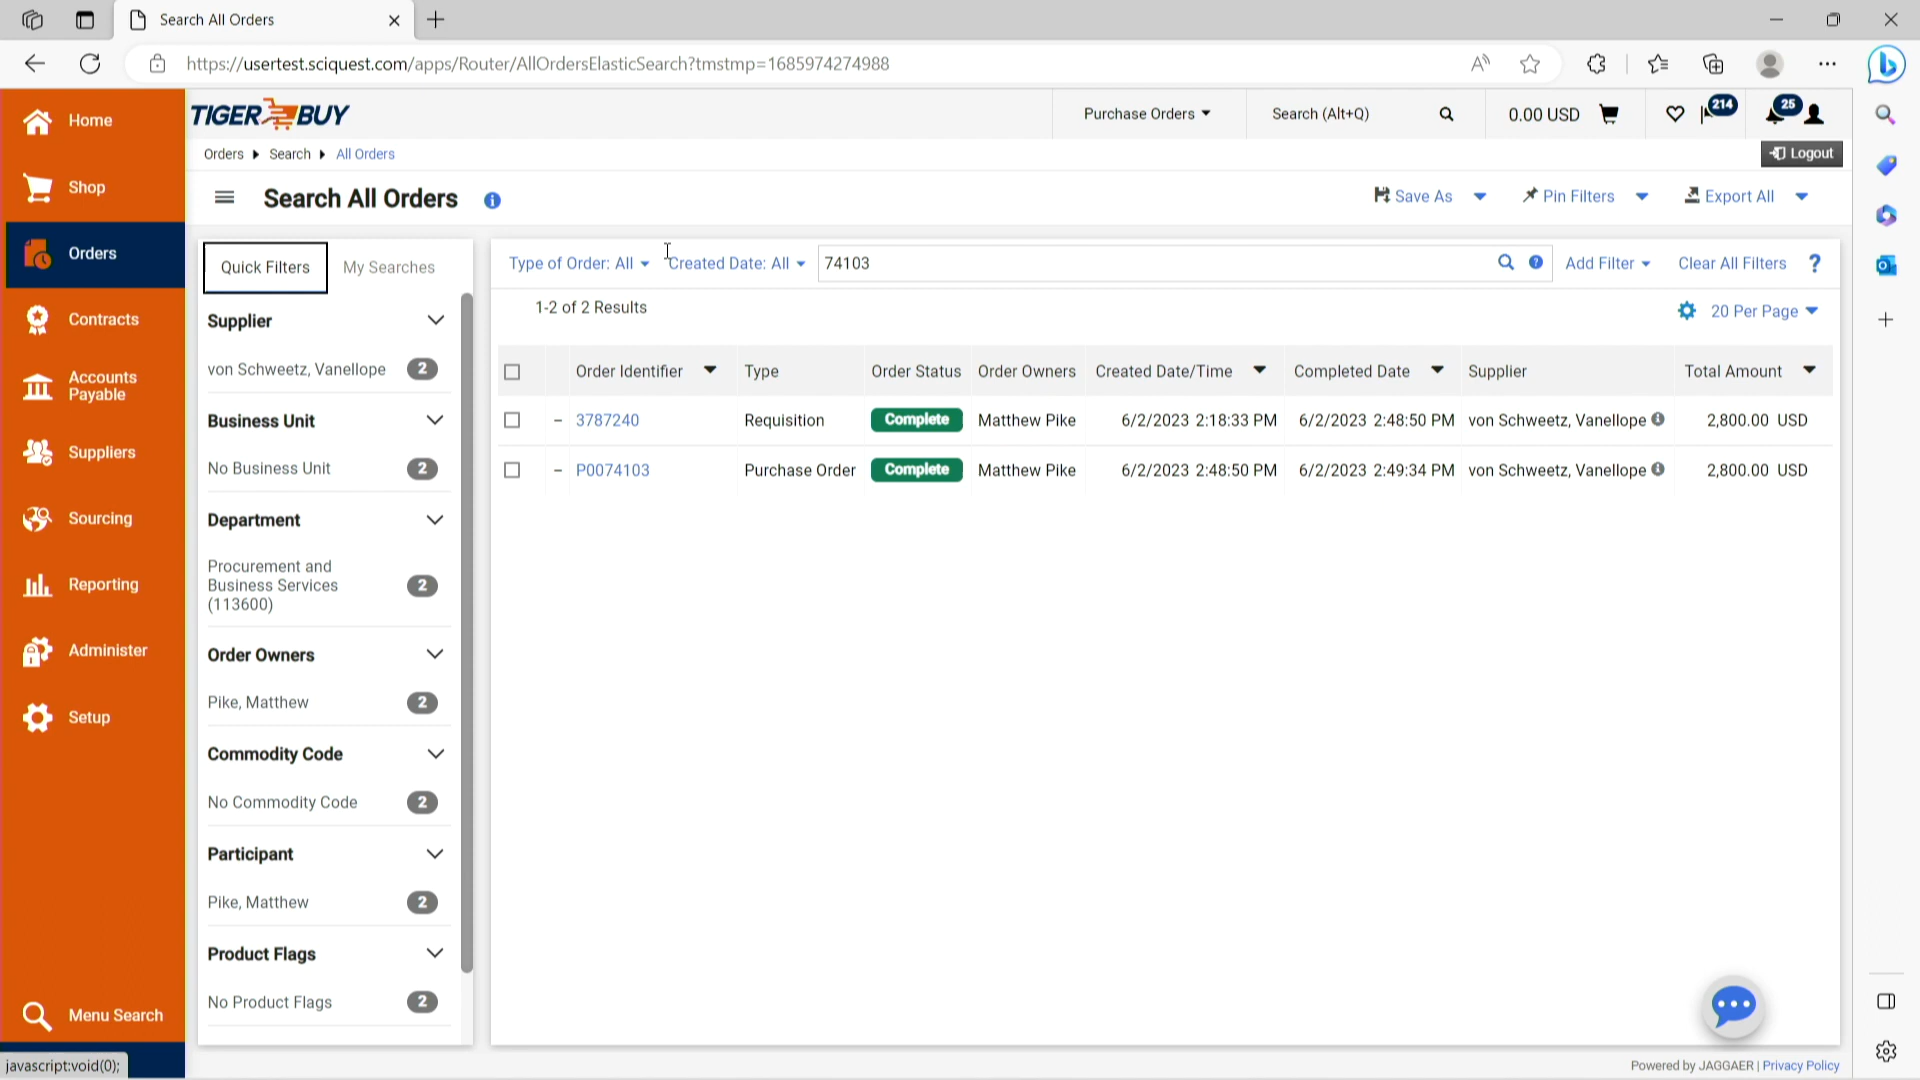 Search All Orders
https://usertest.sciquest.com/apps/Router/AllOrdersElasticSearch?tmstmp=1685974274988
Home
TIGER BUY
Purchase Orders
Search (Alt+Q)
0.00 USD
214
25
Orders Search All Orders
Logout
Shop
Search All Orders
Save As
Pin Filters
Export All
Orders
Quick Filters
My Searches
Type of Order: All
Created Date: All
74103
Add Filter
Clear All Filters
?
1-2 of 2 Results
20 Per Page
Contracts
Supplier
von Schweetz, Vanellope 2
Order Identifier Type Order Status Order Owners Created Date/Time Completed Date Supplier Total Amount
Accounts
Payable
3787240 Requisition Complete Matthew Pike 6/2/2023 2:18:33 PM 6/2/2023 2:48:50 PM von Schweetz, Vanellope 2,800.00 USD
– P0074103 Purchase Order Complete Matthew Pike 6/2/2023 2:48:50 PM 6/2/2023 2:49:34 PM von Schweetz, Vanellope 2,800.00 USD
Business Unit
No Business Unit 2
Suppliers
Department
Procurement and
Business Services
(113600)
2
Sourcing
Reporting
Order Owners
Pike, Matthew 2
Administer
Commodity Code
No Commodity Code 2
Setup
Participant
Pike, Matthew 2
Product Flags
No Product Flags 2
Menu Search
javascript:void(0);
Powered by JAGGAER | Privacy Policy